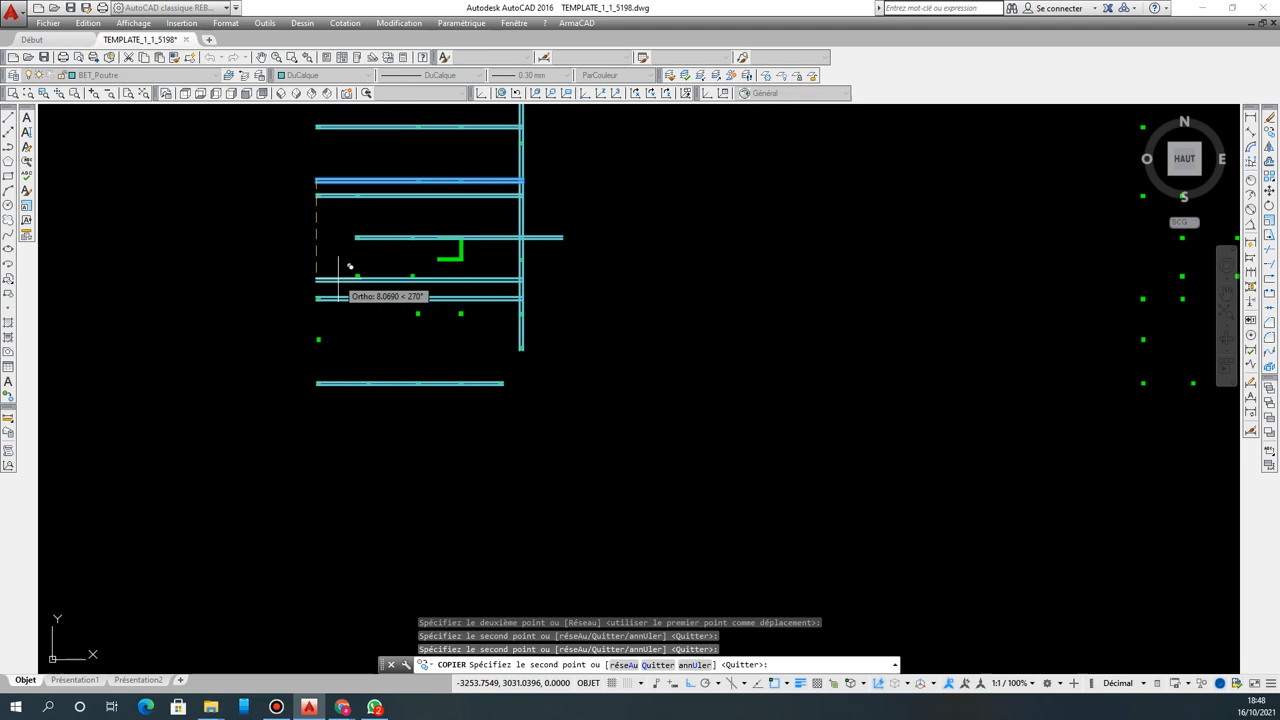 AutoCAD classique REB...
Autodesk AutoCAD 2016 TEMPLATE_1_1_5198.dwg
Entrez mot-clé ou expression
Se connecter
Fichier Edition Affichage Insertion Format Outils Dessin Cotation Modification Paramétrique Fenêtre Express ArmaCAD
Début TEMPLATE_1_1_5198*
BET_Poutre DuCalque DuCalque 0.30 mm ParCouleur
Général
N
O HAUT E
S
SCG
Ortho: 8.0690 < 270°
Y
X
Spécifiez le deuxième point ou [Réseau] <utiliser le premier point comme déplacement>:
Spécifiez le second point ou [réseAu/Quitter/annUler] <Quitter>:
Spécifiez le second point ou [réseAu/Quitter/annUler] <Quitter>:
COPIER Spécifiez le second point ou [réseAu Quitter annUler] <Quitter>:
Objet Présentation1 Présentation2 +
-3253.7549, 3031.0396, 0.0000 OBJET
1:1 / 100%
Décimal
18:48
16/10/2021